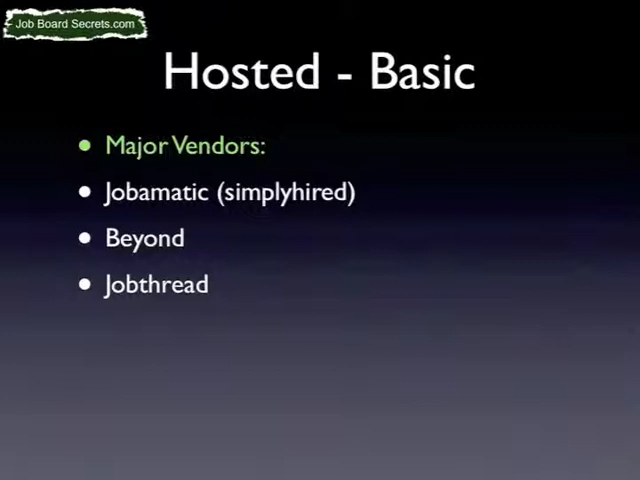 Job Board Secrets.com
Hosted - Basic
• Major Vendors:
• Jobamatic (simplyhired)
• Beyond
• Jobthread